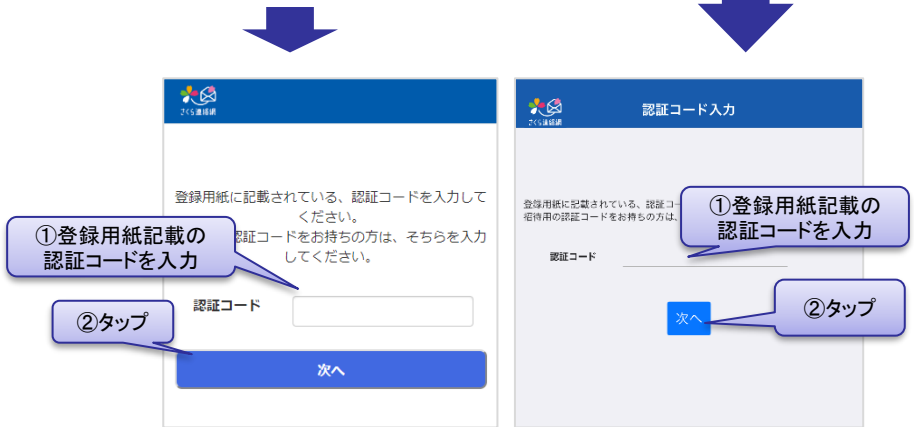 さくら連絡網
登録用紙に記載されている、認証コードを入力して
ください。
認証コードをお持ちの方は、そちらを入力
してください。
①登録用紙記載の
認証コードを入力
認証コード
②タップ
次へ
さくら連絡網
認証コード入力
登録用紙に記載されている、認証コー
招待用の認証コードをお持ちの方は、
①登録用紙記載の
認証コードを入力
認証コード
②タップ
次へ